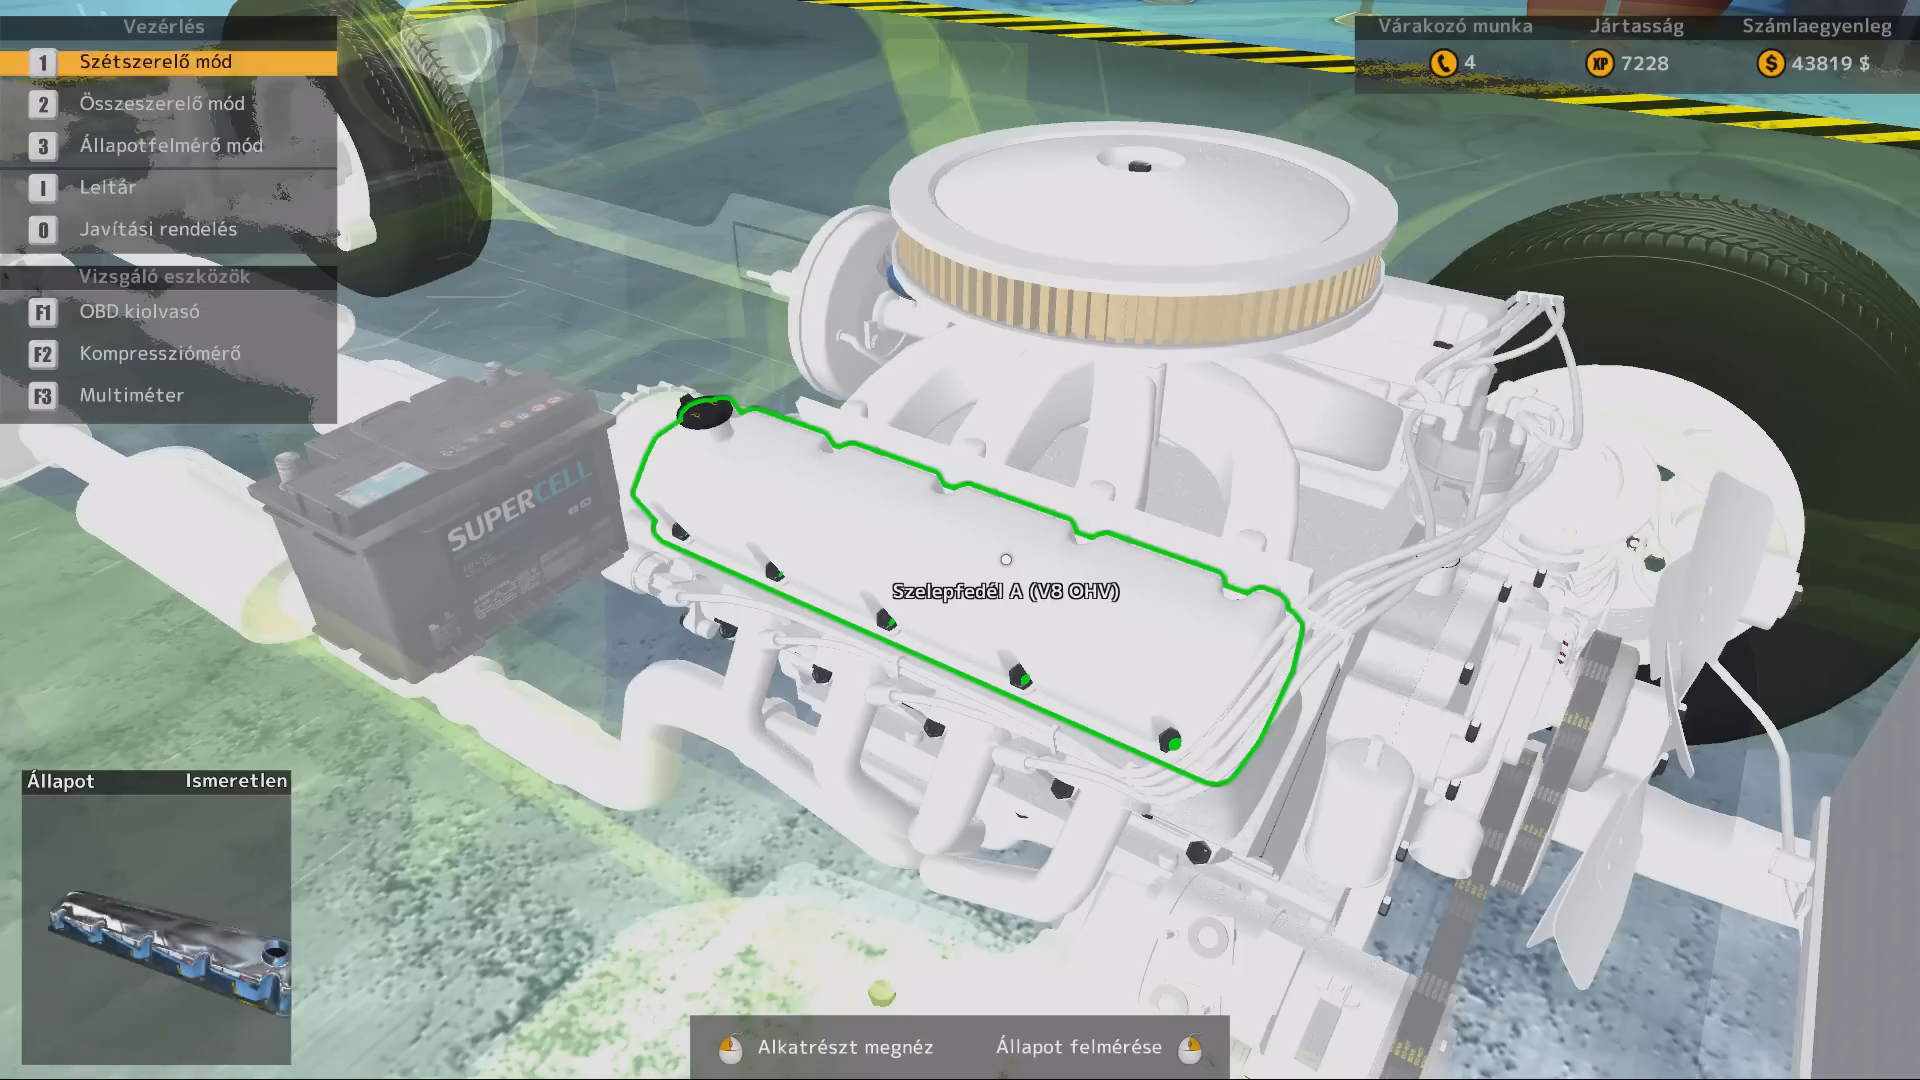 Vezérlés
1 Szétszerelő mód
2 Összeszerelő mód
3 Állapotfelmérő mód
I Leltár
O Javítási rendelés
Vizsgáló eszközök
F1 OBD kiolvasó
F2 Kompressziómérő
F3 Multiméter
Várakozó munka Jártasság Számlaegyenleg
4 XP 7228 $ 43819 $
SUPERCELL
Szelepfedél A (V8 OHV)
Állapot Ismeretlen
Alkatrészt megnéz Állapot felmérése